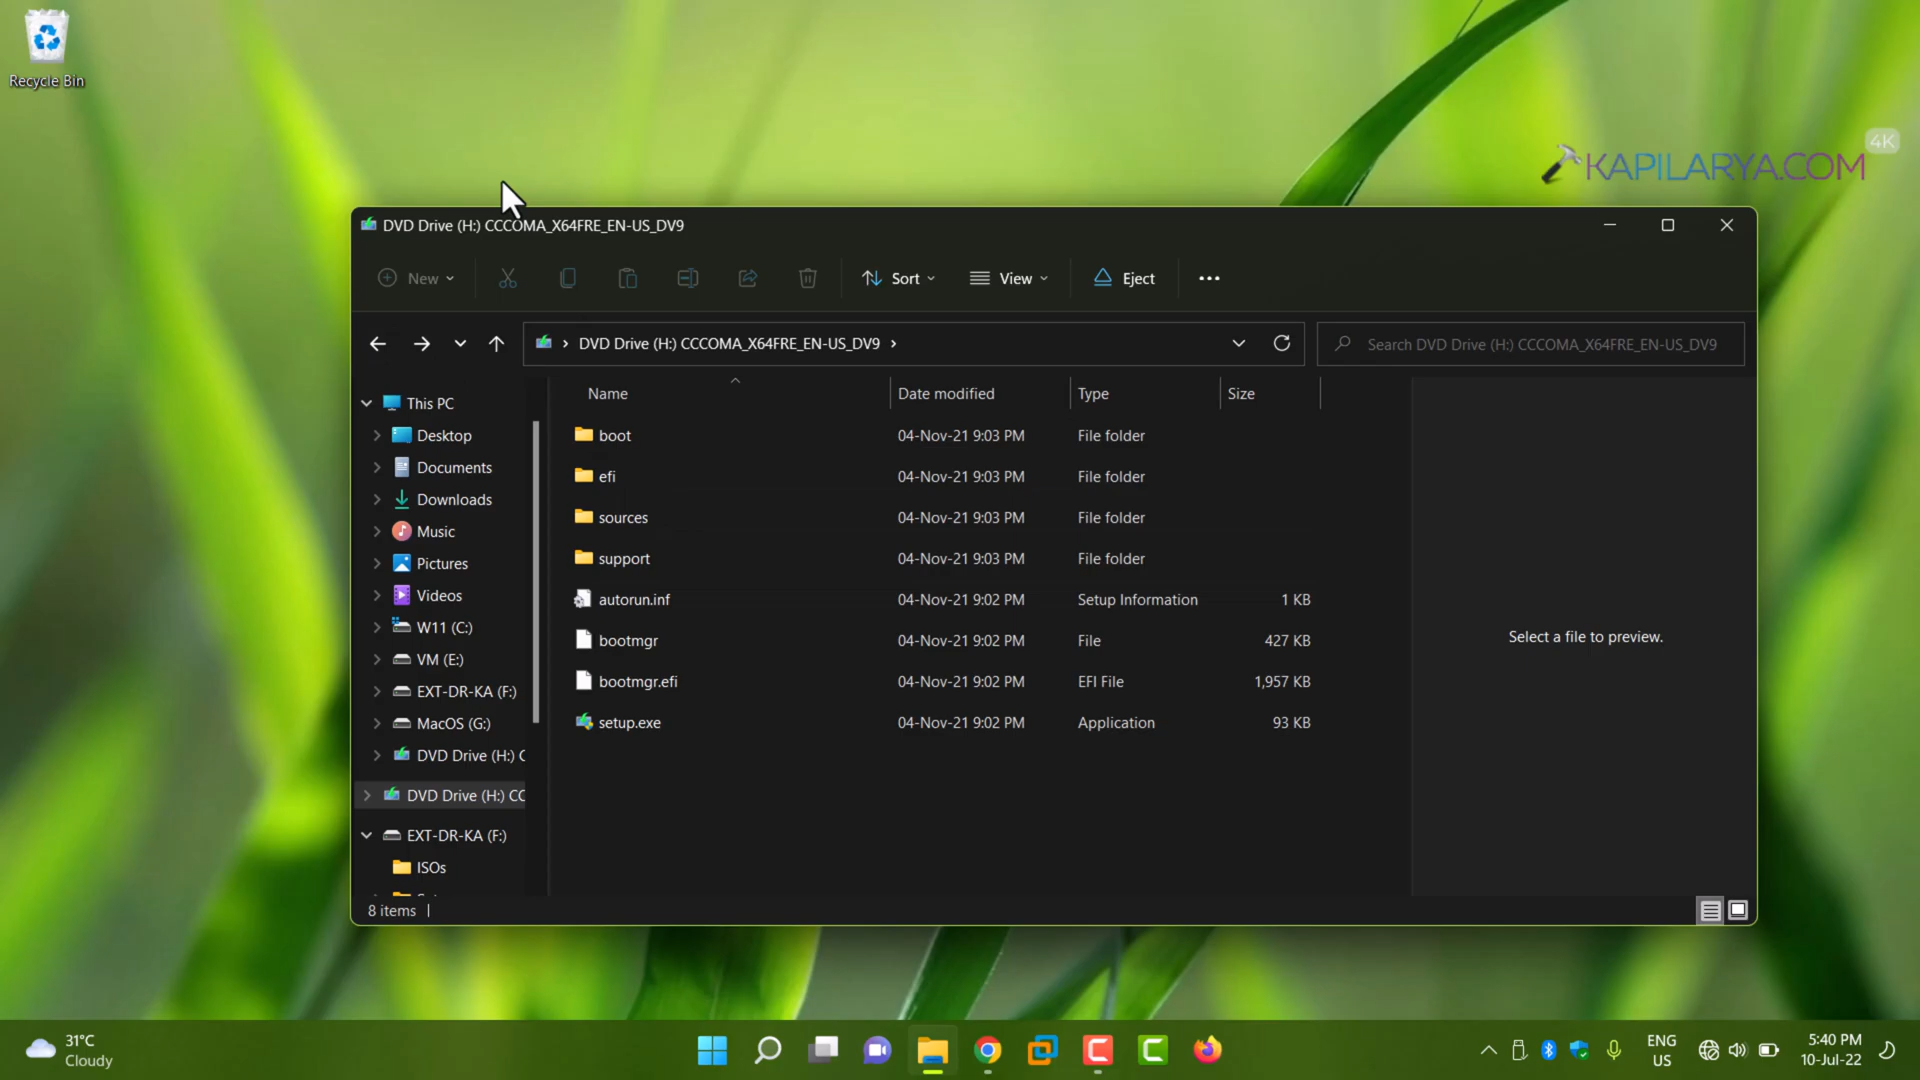 Recycle Bin
4K
KAPILARYA.COM
DVD Drive (H:) CCCOMA_X64FRE_EN-US_DV9
New
Sort
View
Eject
DVD Drive (H:) CCCOMA_X64FRE_EN-US_DV9
Search DVD Drive (H:) CCCOMA_X64FRE_EN-US_DV9
Name Date modified Type Size
This PC
Desktop
Documents
Downloads
Music
Pictures
Videos
W11 (C:)
VM (E:)
EXT-DR-KA (F:)
MacOS (G:)
DVD Drive (H:) C
DVD Drive (H:) CC
EXT-DR-KA (F:)
ISOs
boot 04-Nov-21 9:03 PM File folder
efi 04-Nov-21 9:03 PM File folder
sources 04-Nov-21 9:03 PM File folder
support 04-Nov-21 9:03 PM File folder
autorun.inf 04-Nov-21 9:02 PM Setup Information 1 KB
bootmgr 04-Nov-21 9:02 PM File 427 KB
bootmgr.efi 04-Nov-21 9:02 PM EFI File 1,957 KB
setup.exe 04-Nov-21 9:02 PM Application 93 KB
Select a file to preview.
8 items
31°C
Cloudy
ENG
US
5:40 PM
10-Jul-22